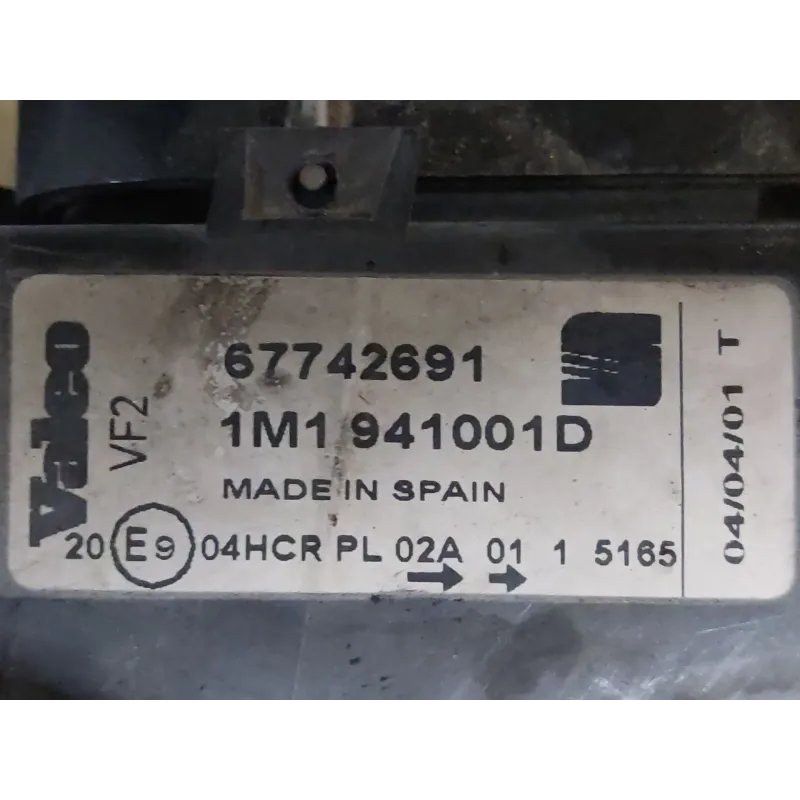 Valeo
VF2
67742691
1M1 941001D
MADE IN SPAIN
20 E9 04HCR PL 02A 01 1 5165
04/04/01 T